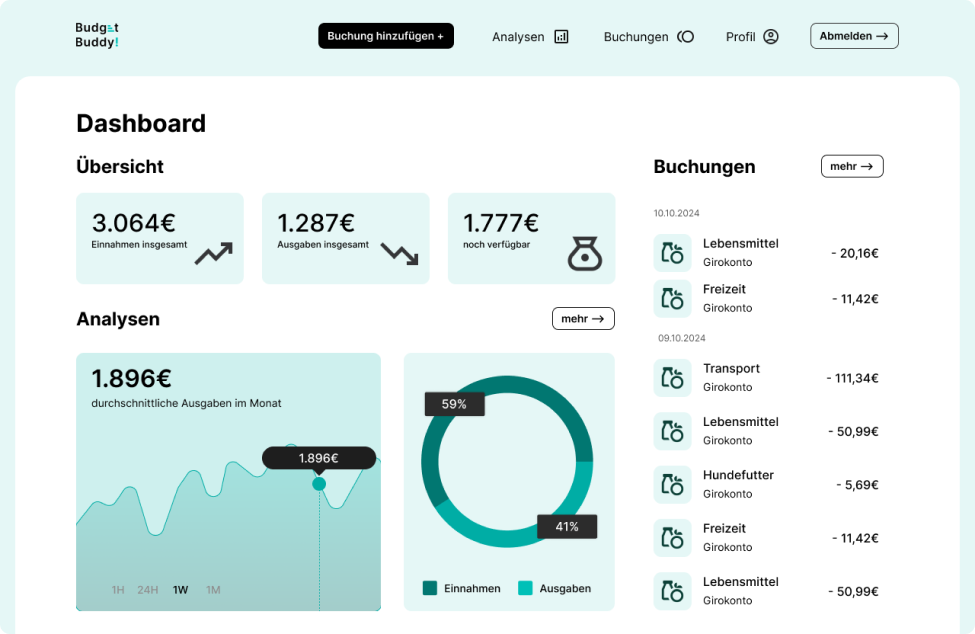 Budget
Buddy!
Buchung hinzufügen +
Analysen
Buchungen
Profil
Abmelden →
Dashboard
Übersicht
3.064€
Einnahmen insgesamt
1.287€
Ausgaben insgesamt
1.777€
noch verfügbar
Analysen
mehr →
1.896€
durchschnittliche Ausgaben im Monat
1.896€
1H 24H 1W 1M
59%
41%
Einnahmen
Ausgaben
Buchungen
mehr →
10.10.2024
Lebensmittel
Girokonto
- 20,16€
Freizeit
Girokonto
- 11,42€
09.10.2024
Transport
Girokonto
- 111,34€
Lebensmittel
Girokonto
- 50,99€
Hundefutter
Girokonto
- 5,69€
Freizeit
Girokonto
- 11,42€
Lebensmittel
Girokonto
- 50,99€